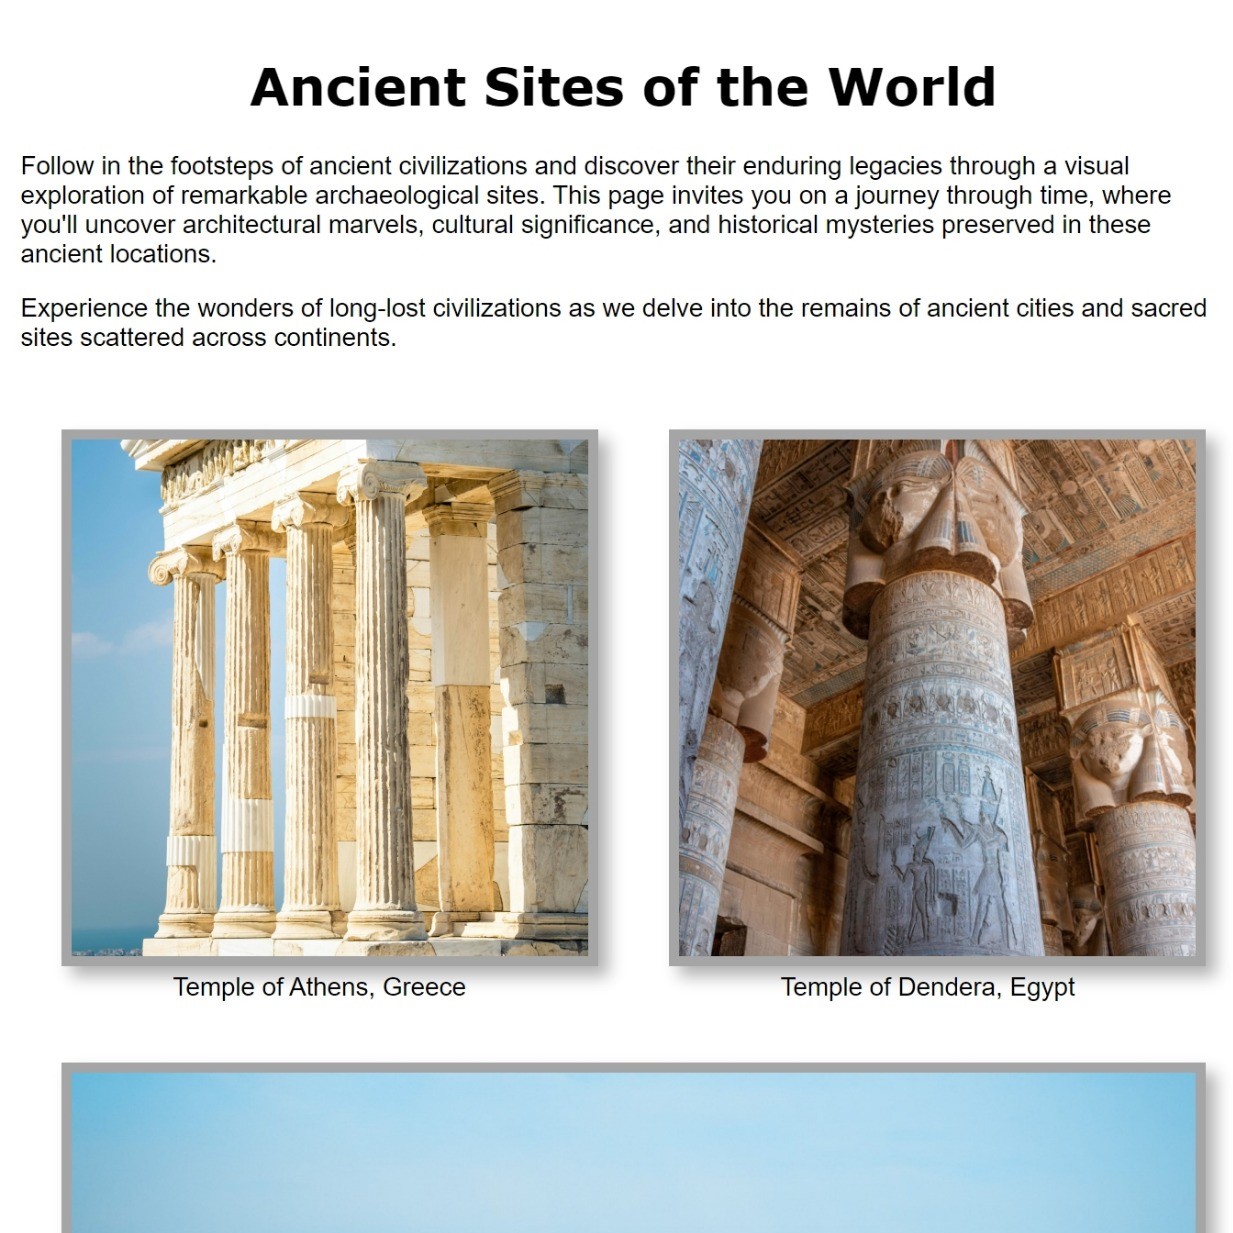 Ancient Sites of the World
Follow in the footsteps of ancient civilizations and discover their enduring legacies through a visual
exploration of remarkable archaeological sites. This page invites you on a journey through time, where
you'll uncover architectural marvels, cultural significance, and historical mysteries preserved in these
ancient locations.
Experience the wonders of long-lost civilizations as we delve into the remains of ancient cities and sacred
sites scattered across continents.
Temple of Athens, Greece
Temple of Dendera, Egypt